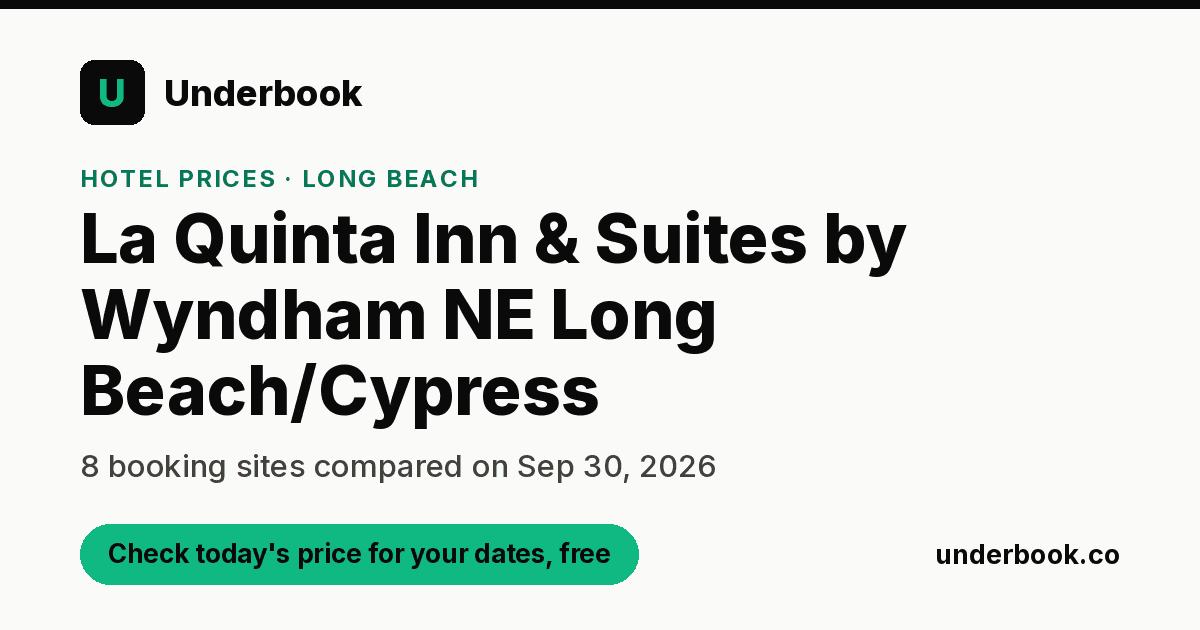 U
Underbook
HOTEL PRICES · LONG BEACH
La Quinta Inn & Suites by
Wyndham NE Long
Beach/Cypress
8 booking sites compared on Sep 30, 2026
Check today's price for your dates, free
underbook.co